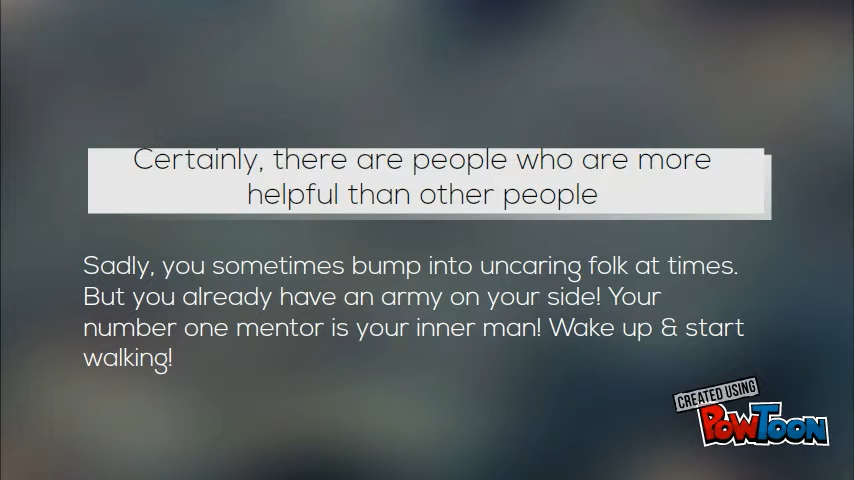 Certainly, there are people who are more
helpful than other people
Sadly, you sometimes bump into uncaring folk at times.
But you already have an army on your side! Your
number one mentor is your inner man! Wake up & start
walking!
CREATED USING
POWTOON